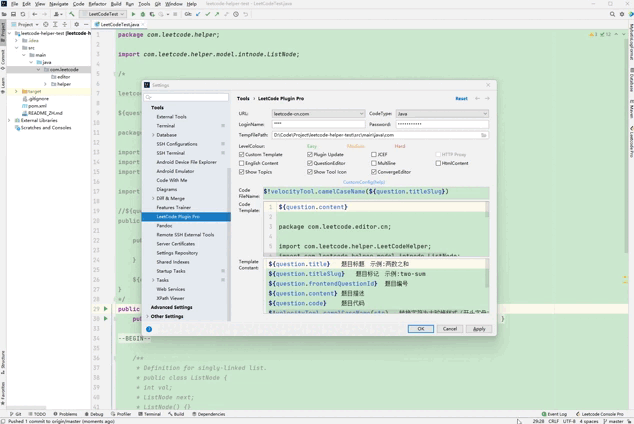 File Edit View Navigate Code Refactor Build Run Tools Git Window Help leetcode-helper-test
LeetCodeTest Git:
Project LeetCodeTest.java
leetcode-helper-test [leetcode-h
.idea
src
main
java
com.leetcode
editor
helper
target
.gitignore
pom.xml
README_ZH.md
External Libraries
Scratches and Consoles
package com.leetcode.helper;
import com.leetcode.helper.model.intnode.ListNode;
Settings
Tools
External Tools
Terminal
Database
SSH Configurations
SSH Terminal
Android Device File Explorer
Android Emulator
Code With Me
Diagrams
Diff & Merge
Features Trainer
LeetCode Plugin Pro
Pandoc
Remote SSH External Tools
Server Certificates
Settings Repository
Shared Indexes
Startup Tasks
Tasks
Web Services
XPath Viewer
Advanced Settings
Other Settings
Tools › LeetCode Plugin Pro Reset
URL: leetcode-cn.com CodeType: Java
LoginName: **** Password:
TempFilePath: D:\Code\Project\leetcode-helper-test\src\main\java\com
LevelColour: Easy Medium Hard
Custom Template Plugin Update JCEF HTTP Proxy
English Content QuestionEditor Multiline HtmlContent
Show Topics Show Tool Icon ConvergeEditor
CustomConfig(help)
Code FileName: $!velocityTool.camelCaseName(${question.titleSlug})
Code Template:
1 ${question.content}
2
3 package com.leetcode.editor.cn;
4
5 import com.leetcode.helper.LeetCodeHelper;
Template Constant:
${question.title} 题目标题 示例:两数之和
${question.titleSlug} 题目标记 示例:two-sum
${question.frontendQuestionId} 题目编号
${question.content} 题目描述
${question.code} 题目代码
OK Cancel Apply
--BEGIN--
/**
* Definition for singly-linked list.
* public class ListNode {
* int val;
* ListNode next;
* ListNode() {}
Git TODO Problems Debug Profiler Terminal Build Dependencies Event Log LeetCode Console Pro
Pushed 1 commit to origin/master (moments ago) 29:28 CRLF UTF-8 4 spaces master